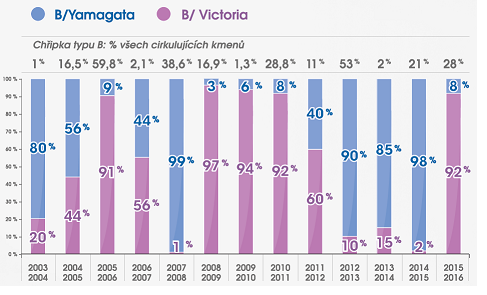 B/Yamagata B/ Victoria
Chřipka typu B: % všech cirkulujících kmenů
1% 16,5% 59,8% 2,1% 38,6% 16,9% 1,3% 28,8% 11% 53% 2% 21% 28%
100 %
90 %
80 %
70 %
60 %
50 %
40 %
30 %
20 %
10 %
0 %
80% 56% 9% 44% 99% 3% 6% 8% 40% 90% 85% 98% 8%
20% 44% 91% 56% 1% 97% 94% 92% 60% 10% 15% 2% 92%
2003 2004 2005 2006 2007 2008 2009 2010 2011 2012 2013 2014 2015
2004 2005 2006 2007 2008 2009 2010 2011 2012 2013 2014 2015 2016